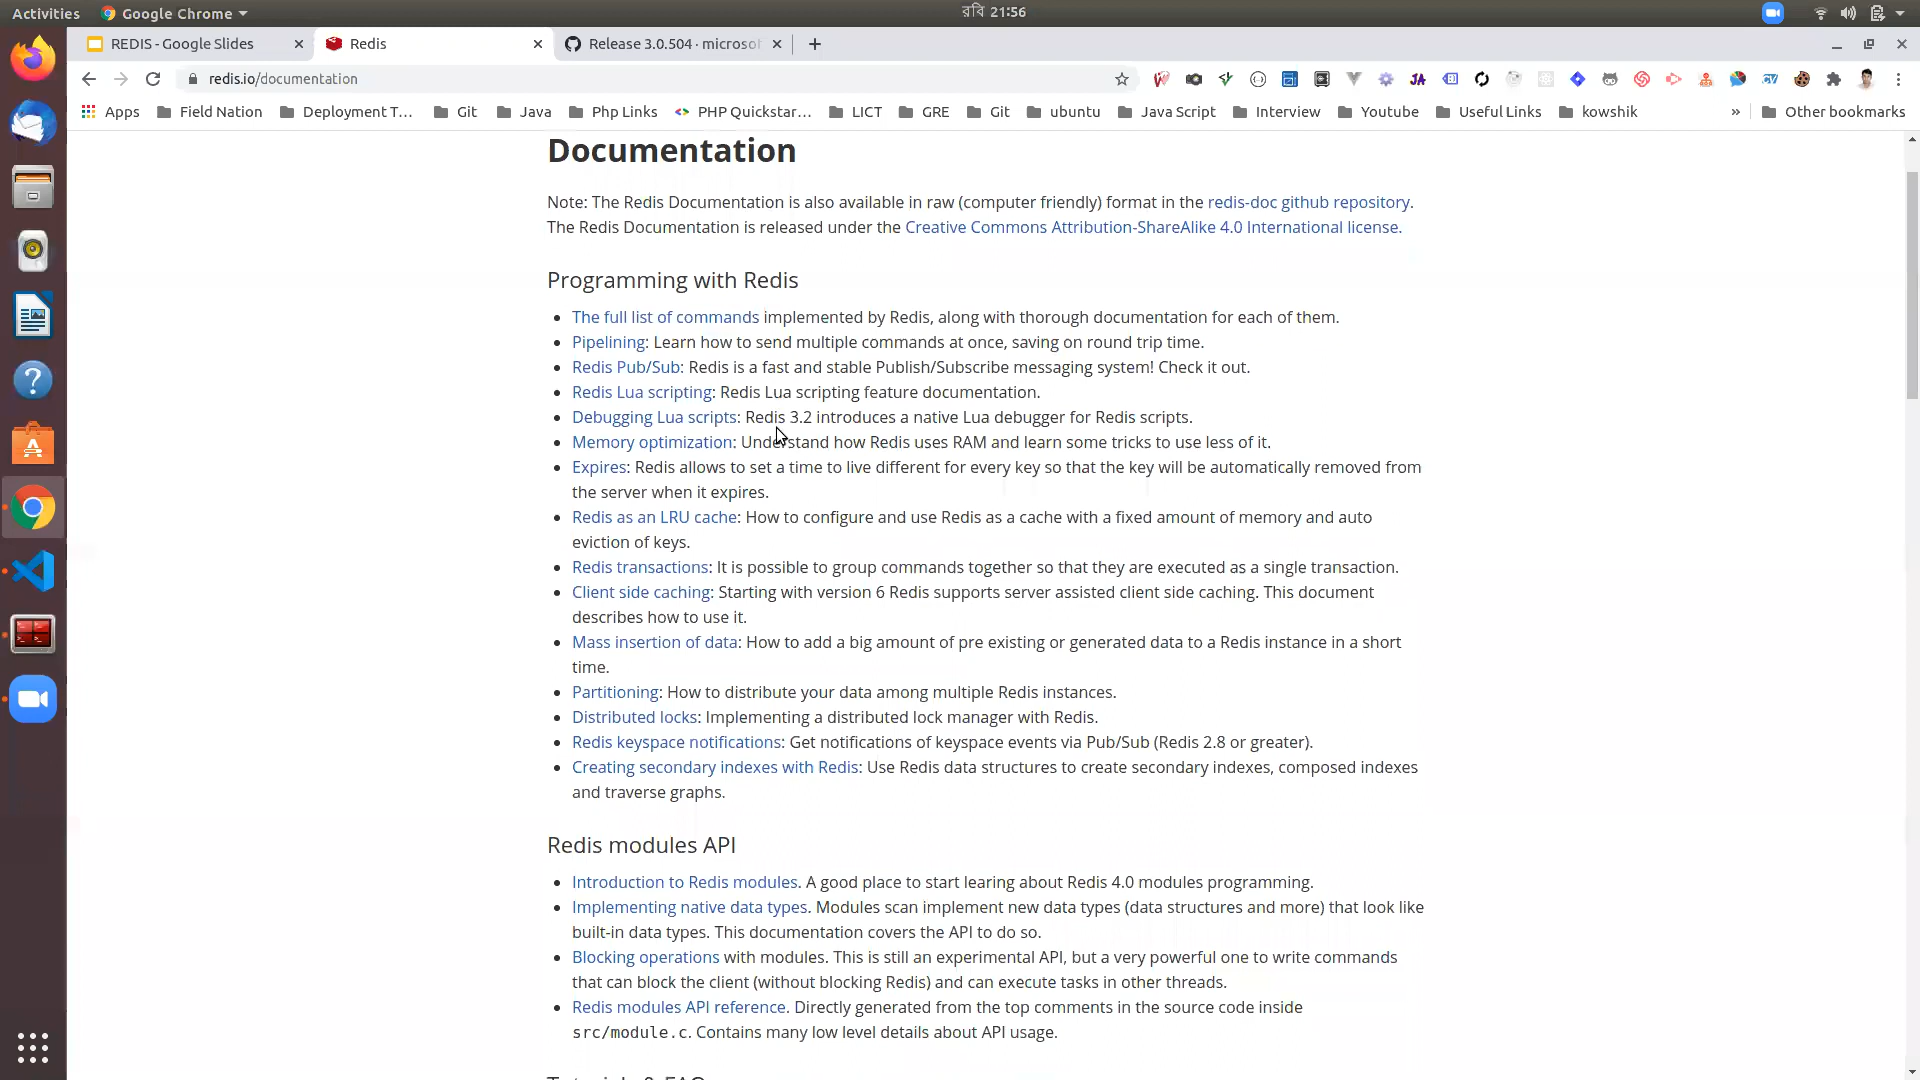 Activities
Google Chrome
রবি 21:56
REDIS - Google Slides
Redis
Release 3.0.504 · microsof
redis.io/documentation
Apps
Field Nation
Deployment T...
Git
Java
Php Links
PHP Quickstar...
LICT
GRE
Git
ubuntu
Java Script
Interview
Youtube
Useful Links
kowshik
»
Other bookmarks
Documentation
Note: The Redis Documentation is also available in raw (computer friendly) format in the redis-doc github repository.
The Redis Documentation is released under the Creative Commons Attribution-ShareAlike 4.0 International license.
Programming with Redis
• The full list of commands implemented by Redis, along with thorough documentation for each of them.
• Pipelining: Learn how to send multiple commands at once, saving on round trip time.
• Redis Pub/Sub: Redis is a fast and stable Publish/Subscribe messaging system! Check it out.
• Redis Lua scripting: Redis Lua scripting feature documentation.
• Debugging Lua scripts: Redis 3.2 introduces a native Lua debugger for Redis scripts.
• Memory optimization: Understand how Redis uses RAM and learn some tricks to use less of it.
• Expires: Redis allows to set a time to live different for every key so that the key will be automatically removed from
the server when it expires.
• Redis as an LRU cache: How to configure and use Redis as a cache with a fixed amount of memory and auto
eviction of keys.
• Redis transactions: It is possible to group commands together so that they are executed as a single transaction.
• Client side caching: Starting with version 6 Redis supports server assisted client side caching. This document
describes how to use it.
• Mass insertion of data: How to add a big amount of pre existing or generated data to a Redis instance in a short
time.
• Partitioning: How to distribute your data among multiple Redis instances.
• Distributed locks: Implementing a distributed lock manager with Redis.
• Redis keyspace notifications: Get notifications of keyspace events via Pub/Sub (Redis 2.8 or greater).
• Creating secondary indexes with Redis: Use Redis data structures to create secondary indexes, composed indexes
and traverse graphs.
Redis modules API
• Introduction to Redis modules. A good place to start learing about Redis 4.0 modules programming.
• Implementing native data types. Modules scan implement new data types (data structures and more) that look like
built-in data types. This documentation covers the API to do so.
• Blocking operations with modules. This is still an experimental API, but a very powerful one to write commands
that can block the client (without blocking Redis) and can execute tasks in other threads.
• Redis modules API reference. Directly generated from the top comments in the source code inside
src/module.c. Contains many low level details about API usage.